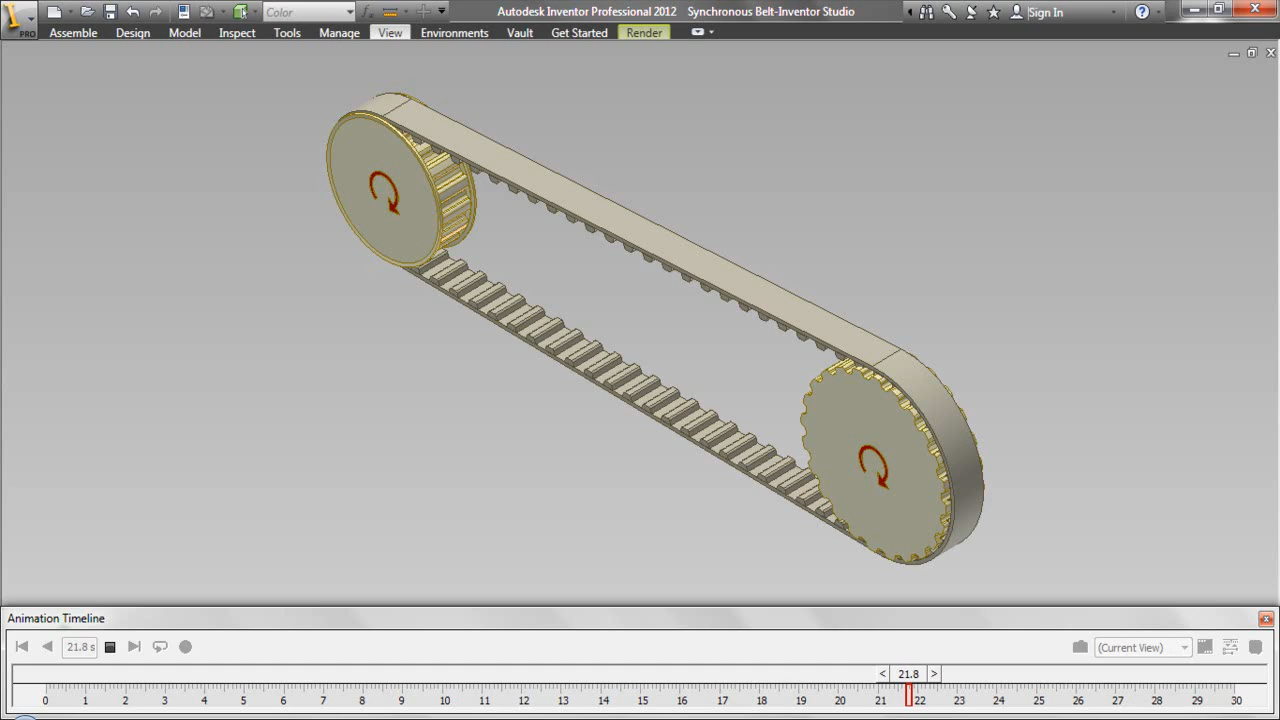 Color
Autodesk Inventor Professional 2012 Synchronous Belt-Inventor Studio
Sign In
PRO
Assemble Design Model Inspect Tools Manage View Environments Vault Get Started Render
Animation Timeline
21.8 s
(Current View)
< 21.8 >
0 1 2 3 4 5 6 7 8 9 10 11 12 13 14 15 16 17 18 19 20 21 22 23 24 25 26 27 28 29 30